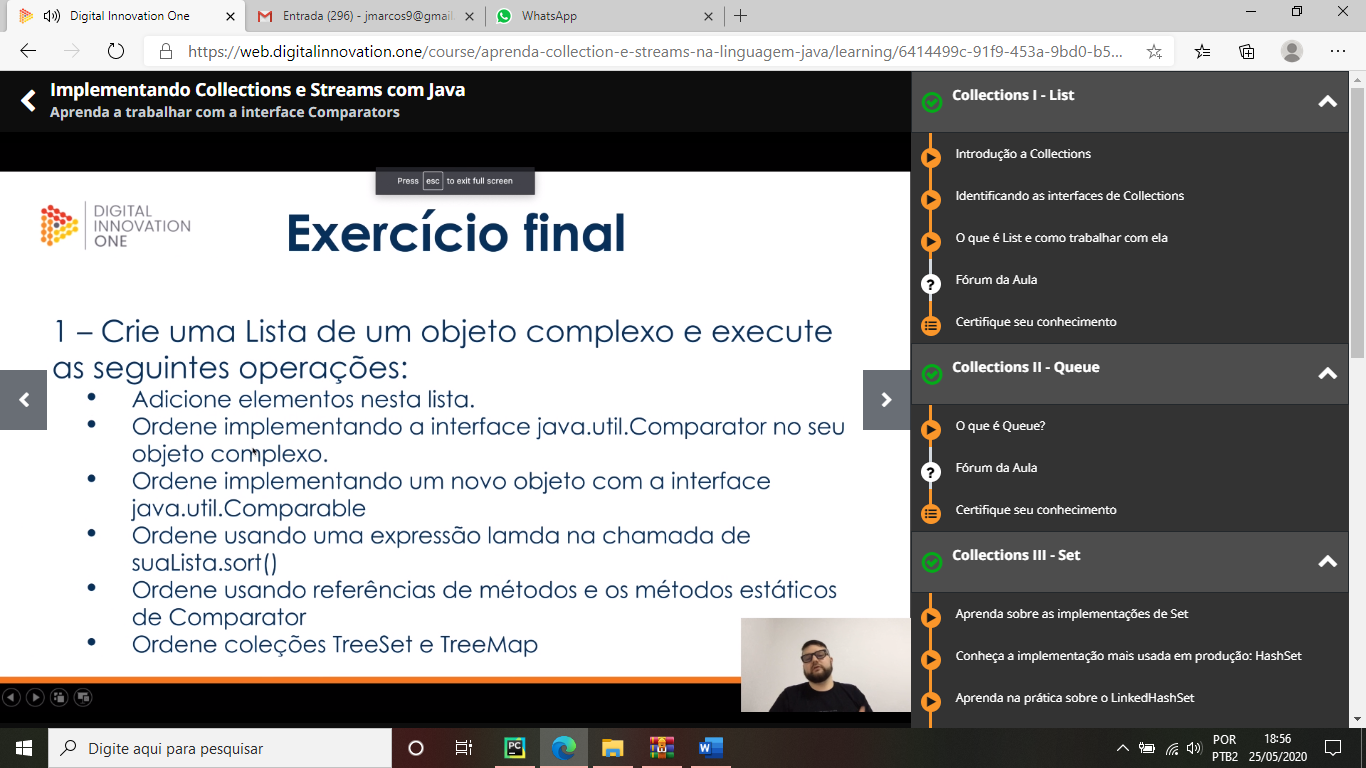 Digital Innovation One
Entrada (296) - jmarcos9@gmail.
WhatsApp
https://web.digitalinnovation.one/course/aprenda-collection-e-streams-na-linguagem-java/learning/6414499c-91f9-453a-9bd0-b5...
Implementando Collections e Streams com Java
Aprenda a trabalhar com a interface Comparators
Press esc to exit full screen
DIGITAL
INNOVATION
ONE
Exercício final
1 – Crie uma Lista de um objeto complexo e execute
as seguintes operações:
• Adicione elementos nesta lista.
• Ordene implementando a interface java.util.Comparator no seu
objeto complexo.
• Ordene implementando um novo objeto com a interface
java.util.Comparable
• Ordene usando uma expressão lamda na chamada de
suaLista.sort()
• Ordene usando referências de métodos e os métodos estáticos
de Comparator
• Ordene coleções TreeSet e TreeMap
Collections I - List
Introdução a Collections
Identificando as interfaces de Collections
O que é List e como trabalhar com ela
Fórum da Aula
Certifique seu conhecimento
Collections II - Queue
O que é Queue?
Fórum da Aula
Certifique seu conhecimento
Collections III - Set
Aprenda sobre as implementações de Set
Conheça a implementação mais usada em produção: HashSet
Aprenda na prática sobre o LinkedHashSet
Digite aqui para pesquisar
PC
W
POR
PTB2
18:56
25/05/2020